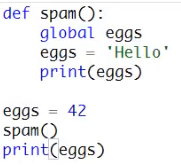 def spam():
    global eggs
    eggs = 'Hello'
    print(eggs)

eggs = 42
spam()
print(eggs)